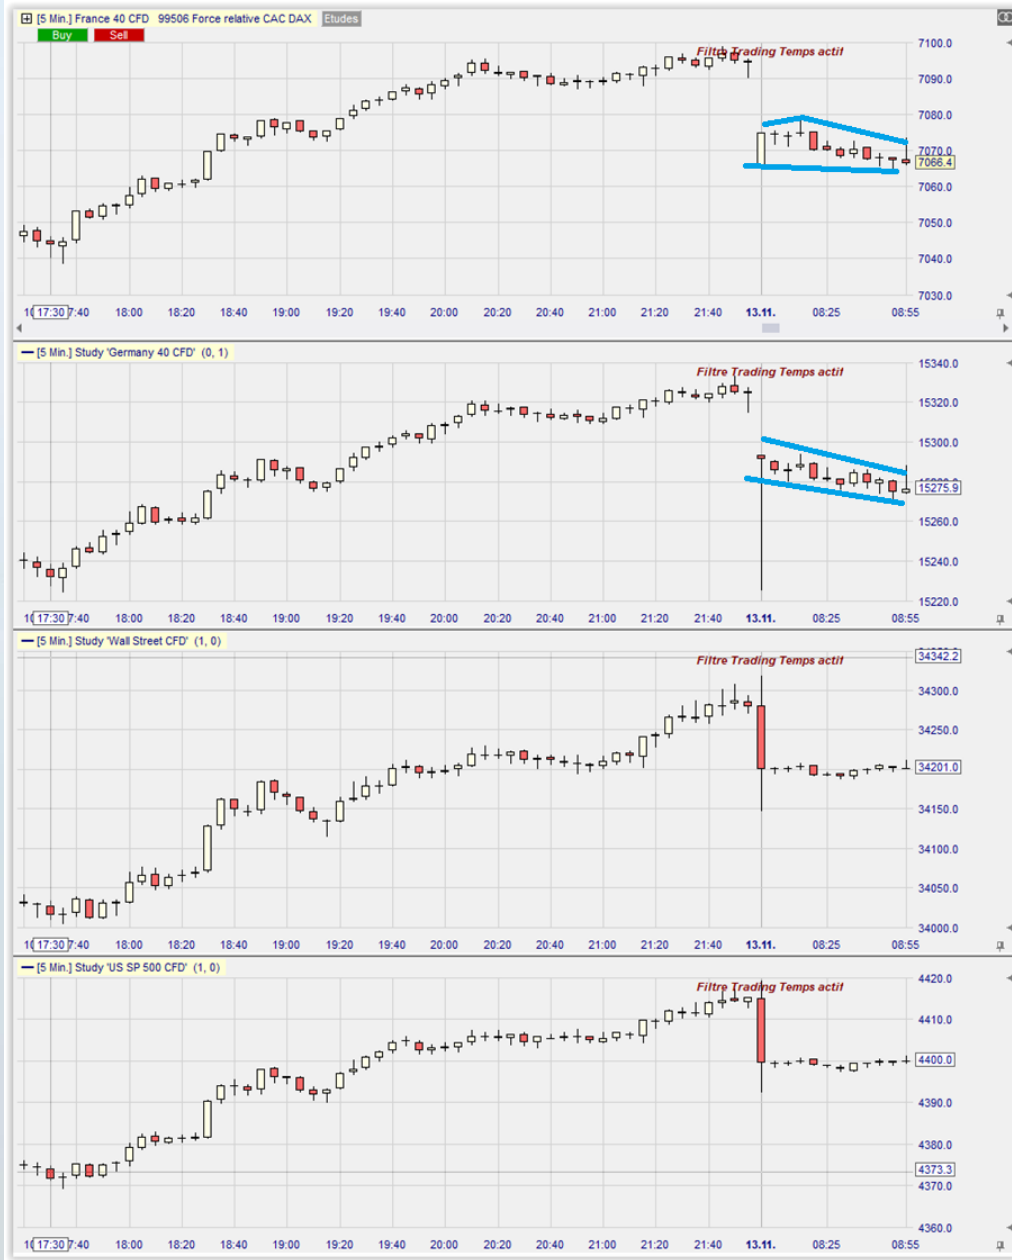 [5 Min.] France 40 CFD 99506 Force relative CAC DAX Etudes
Buy Sell
Filtre Trading Temps actif
7100.0
7090.0
7080.0
7070.0
7066.4
7060.0
7050.0
7040.0
7030.0
17:30 7:40 18:00 18:20 18:40 19:00 19:20 19:40 20:00 20:20 20:40 21:00 21:20 21:40 13.11. 08:25 08:55
[5 Min.] Study 'Germany 40 CFD' (0, 1)
Filtre Trading Temps actif
15340.0
15320.0
15300.0
15275.9
15260.0
15240.0
15220.0
17:30 7:40 18:00 18:20 18:40 19:00 19:20 19:40 20:00 20:20 20:40 21:00 21:20 21:40 13.11. 08:25 08:55
[5 Min.] Study 'Wall Street CFD' (1, 0)
Filtre Trading Temps actif
34342.2
34300.0
34250.0
34201.0
34150.0
34100.0
34050.0
34000.0
17:30 7:40 18:00 18:20 18:40 19:00 19:20 19:40 20:00 20:20 20:40 21:00 21:20 21:40 13.11. 08:25 08:55
[5 Min.] Study 'US SP 500 CFD' (1, 0)
Filtre Trading Temps actif
4420.0
4410.0
4400.0
4390.0
4380.0
4373.3
4370.0
4360.0
17:30 7:40 18:00 18:20 18:40 19:00 19:20 19:40 20:00 20:20 20:40 21:00 21:20 21:40 13.11. 08:25 08:55